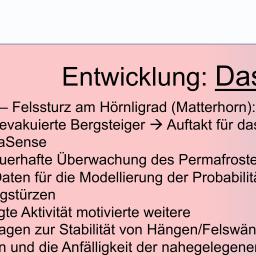 Entwicklung: Das
– Felssturz am Hörnligrad (Matterhorn):
evakuierte Bergsteiger → Auftakt für das
aSense
uerhafte Überwachung des Permafroste
Daten für die Modellierung der Probabilitä
gstürzen
gte Aktivität motivierte weitere
agen zur Stabilität von Hängen/Felswän
n und die Anfälligkeit der nahegelegenen